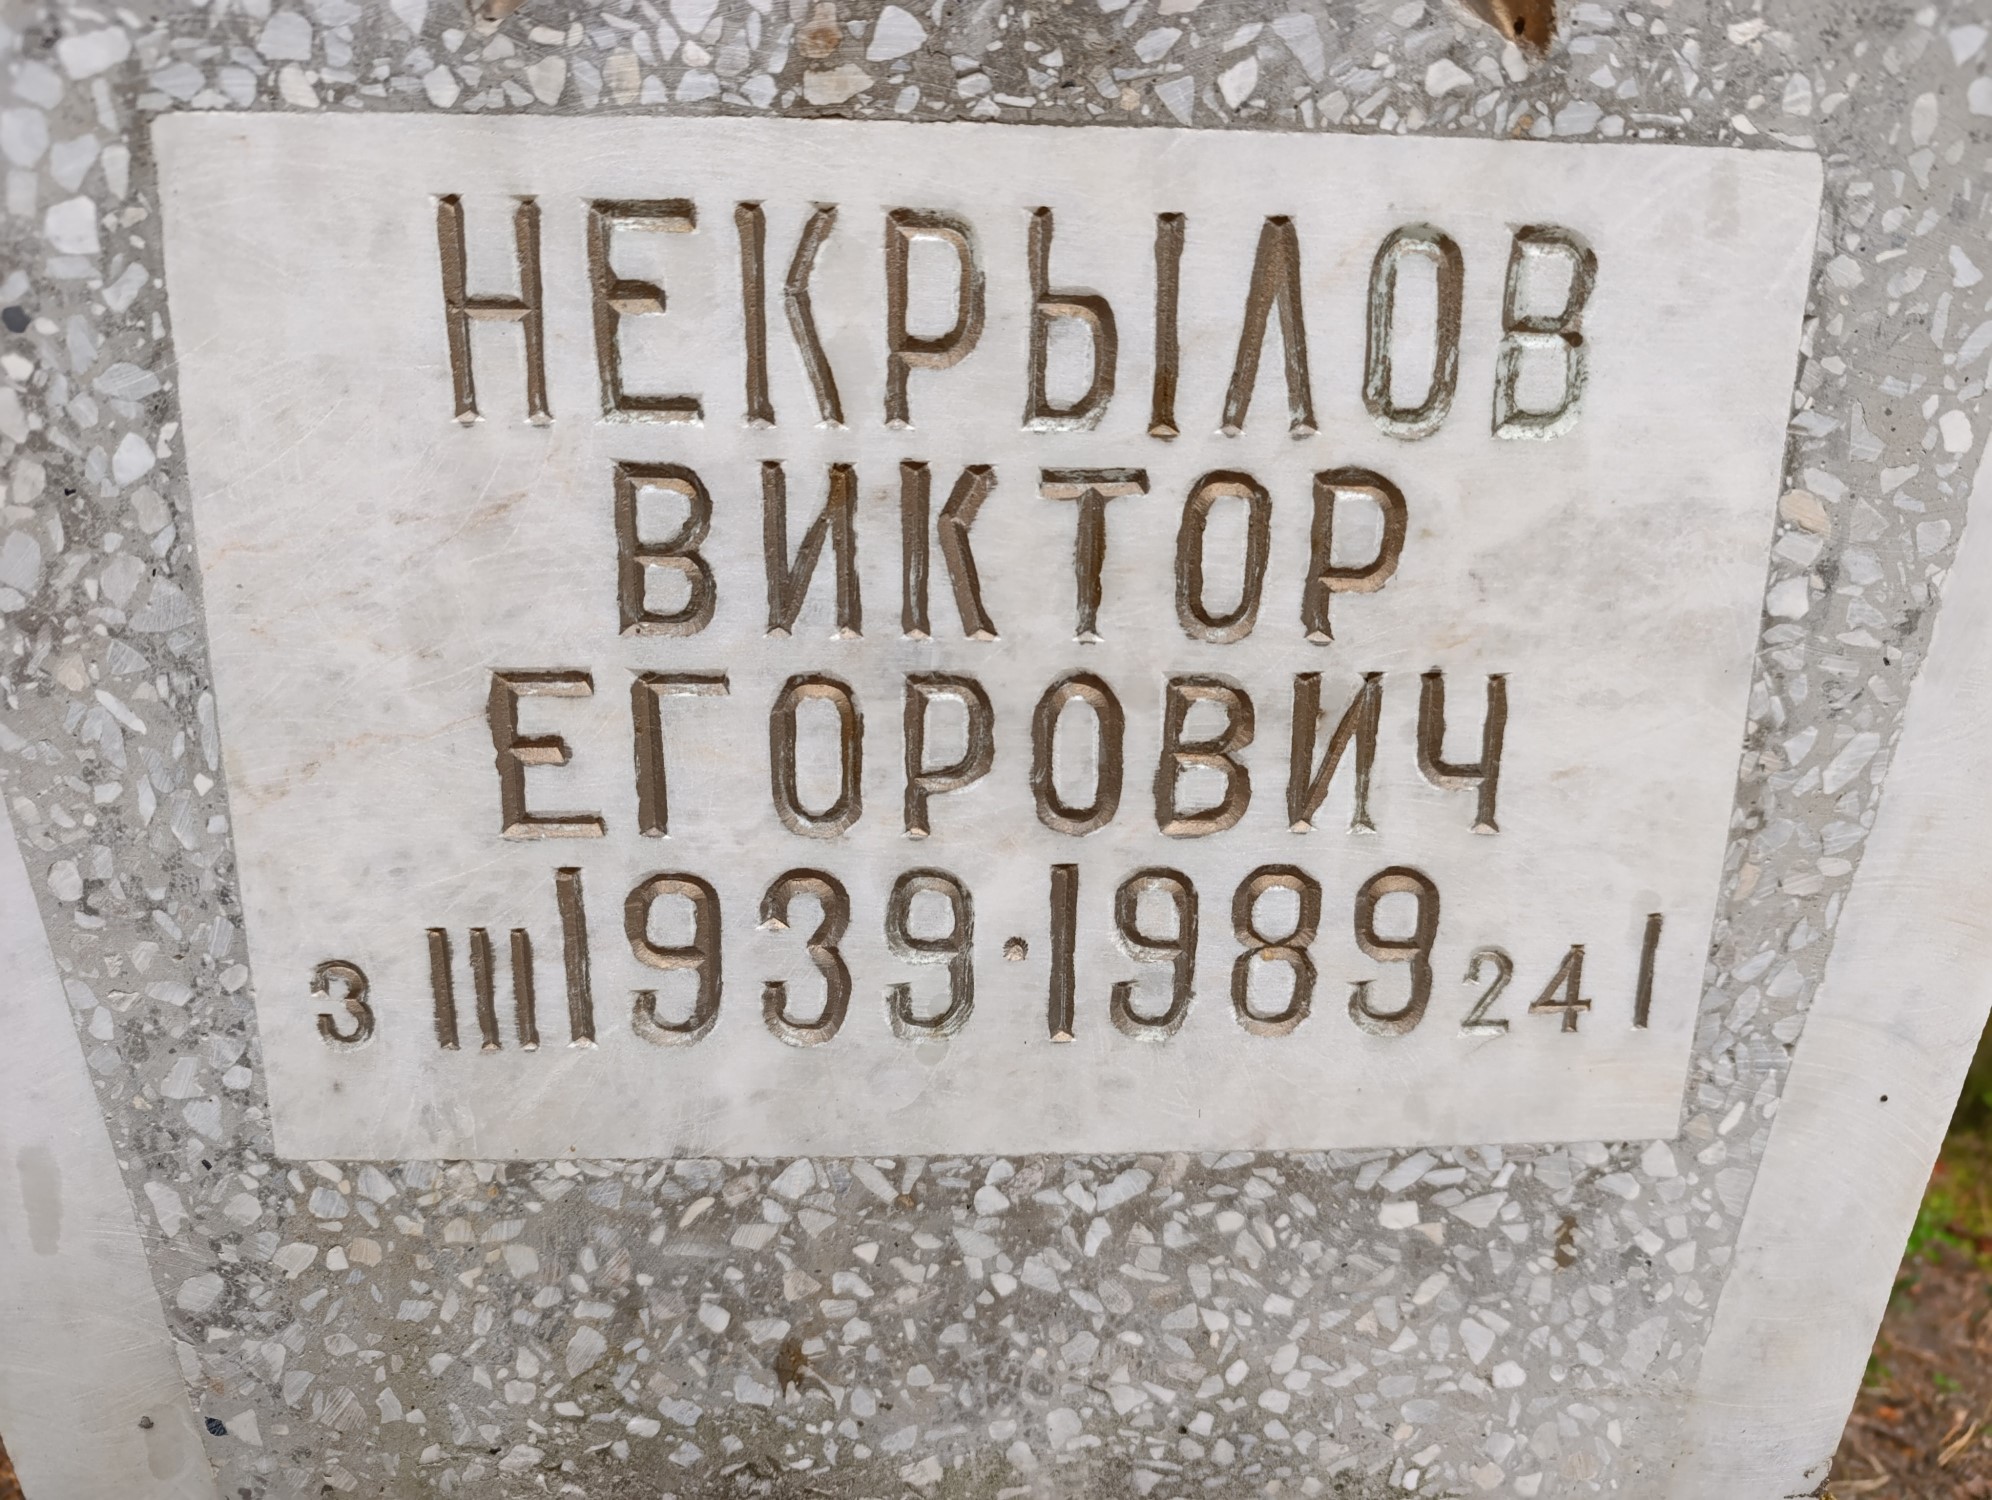 НЕКРЫЛОВ
ВИКТОР
ЕГОРОВИЧ
3 III 1939 · 1989 24 I